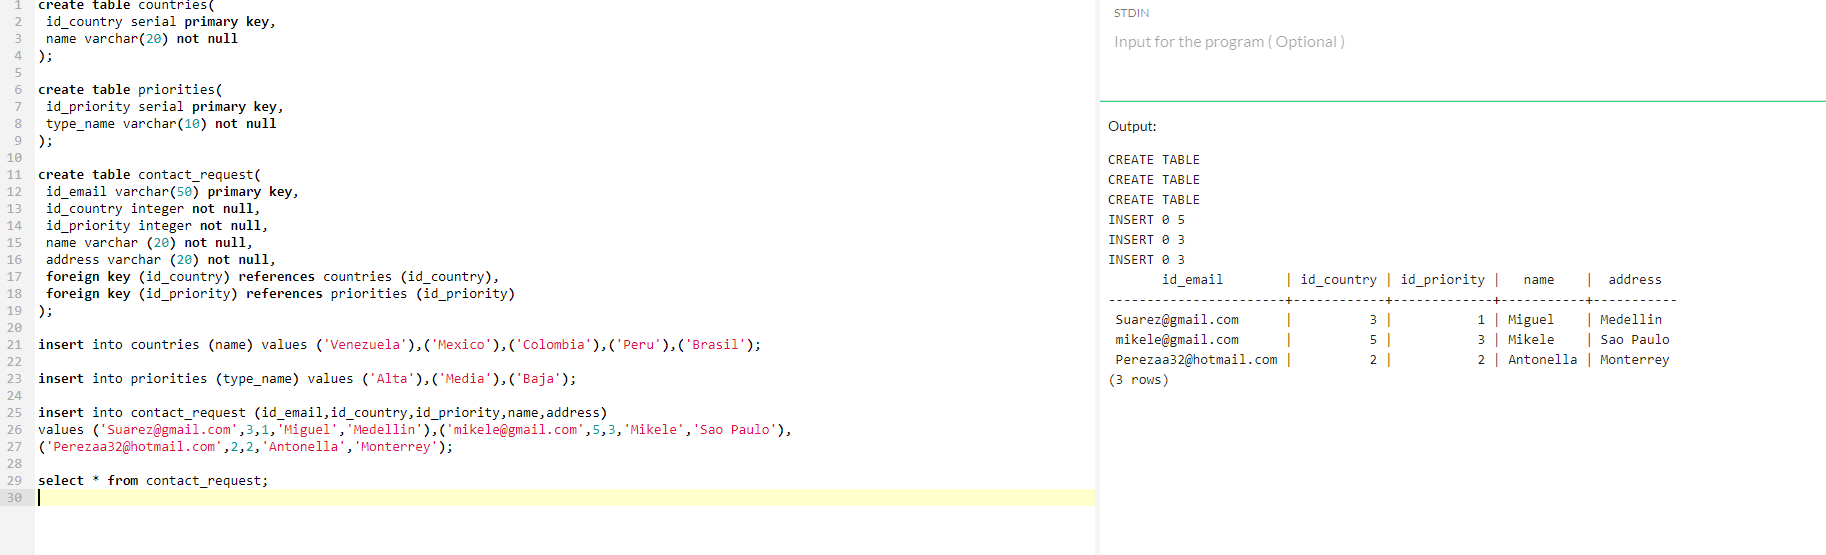 1 create table countries(
2  id_country serial primary key,
3  name varchar(20) not null
4 );
5
6 create table priorities(
7  id_priority serial primary key,
8  type_name varchar(10) not null
9 );
10
11 create table contact_request(
12  id_email varchar(50) primary key,
13  id_country integer not null,
14  id_priority integer not null,
15  name varchar (20) not null,
16  address varchar (20) not null,
17  foreign key (id_country) references countries (id_country),
18  foreign key (id_priority) references priorities (id_priority)
19 );
20
21 insert into countries (name) values ('Venezuela'),('Mexico'),('Colombia'),('Peru'),('Brasil');
22
23 insert into priorities (type_name) values ('Alta'),('Media'),('Baja');
24
25 insert into contact_request (id_email,id_country,id_priority,name,address)
26 values ('Suarez@gmail.com',3,1,'Miguel','Medellin'),('mikele@gmail.com',5,3,'Mikele','Sao Paulo'),
27 ('Perezaa32@hotmail.com',2,2,'Antonella','Monterrey');
28
29 select * from contact_request;
30
STDIN
Input for the program ( Optional )
Output:
CREATE TABLE
CREATE TABLE
CREATE TABLE
INSERT 0 5
INSERT 0 3
INSERT 0 3
       id_email        | id_country | id_priority |   name    |  address
-----------------------+------------+-------------+-----------+-----------
 Suarez@gmail.com      |          3 |           1 | Miguel    | Medellin
 mikele@gmail.com      |          5 |           3 | Mikele    | Sao Paulo
 Perezaa32@hotmail.com |          2 |           2 | Antonella | Monterrey
(3 rows)